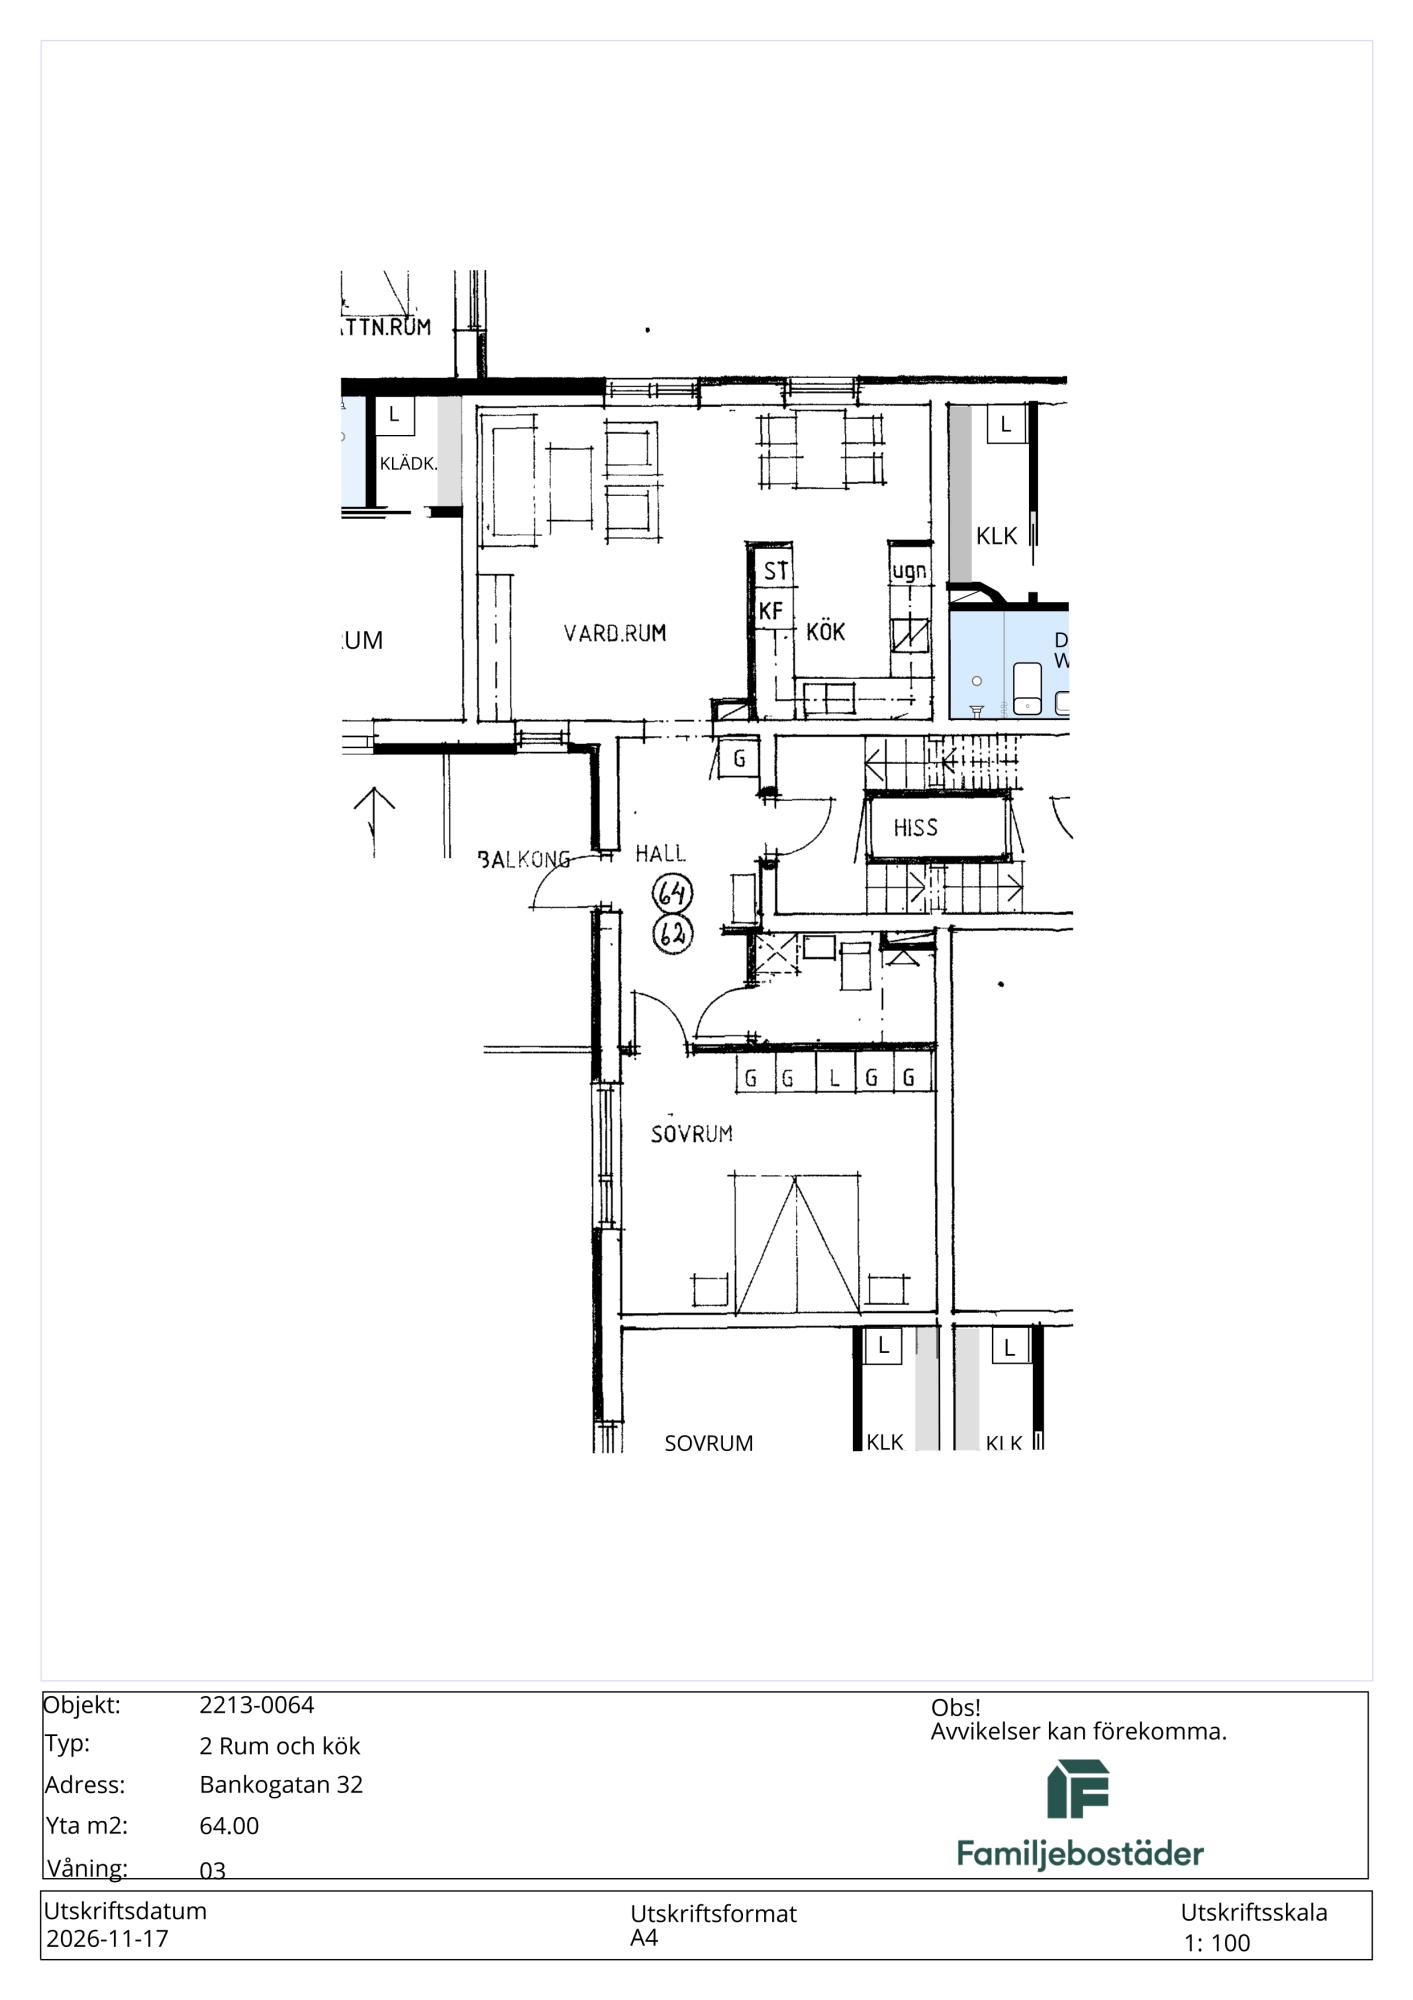 TTN.RUM
L
KLÄDK.
L
KLK
ST
ugn
KF
KÖK
VARD.RUM
RUM
D
W
G
HISS
BALKONG
HALL
64
62
G G L G G
SOVRUM
L
L
SOVRUM
KLK
KLK
Objekt: 2213-0064
Typ: 2 Rum och kök
Adress: Bankogatan 32
Yta m2: 64.00
Våning: 03
Obs!
Avvikelser kan förekomma.
Familjebostäder
Utskriftsdatum
2026-11-17
Utskriftsformat
A4
Utskriftsskala
1: 100